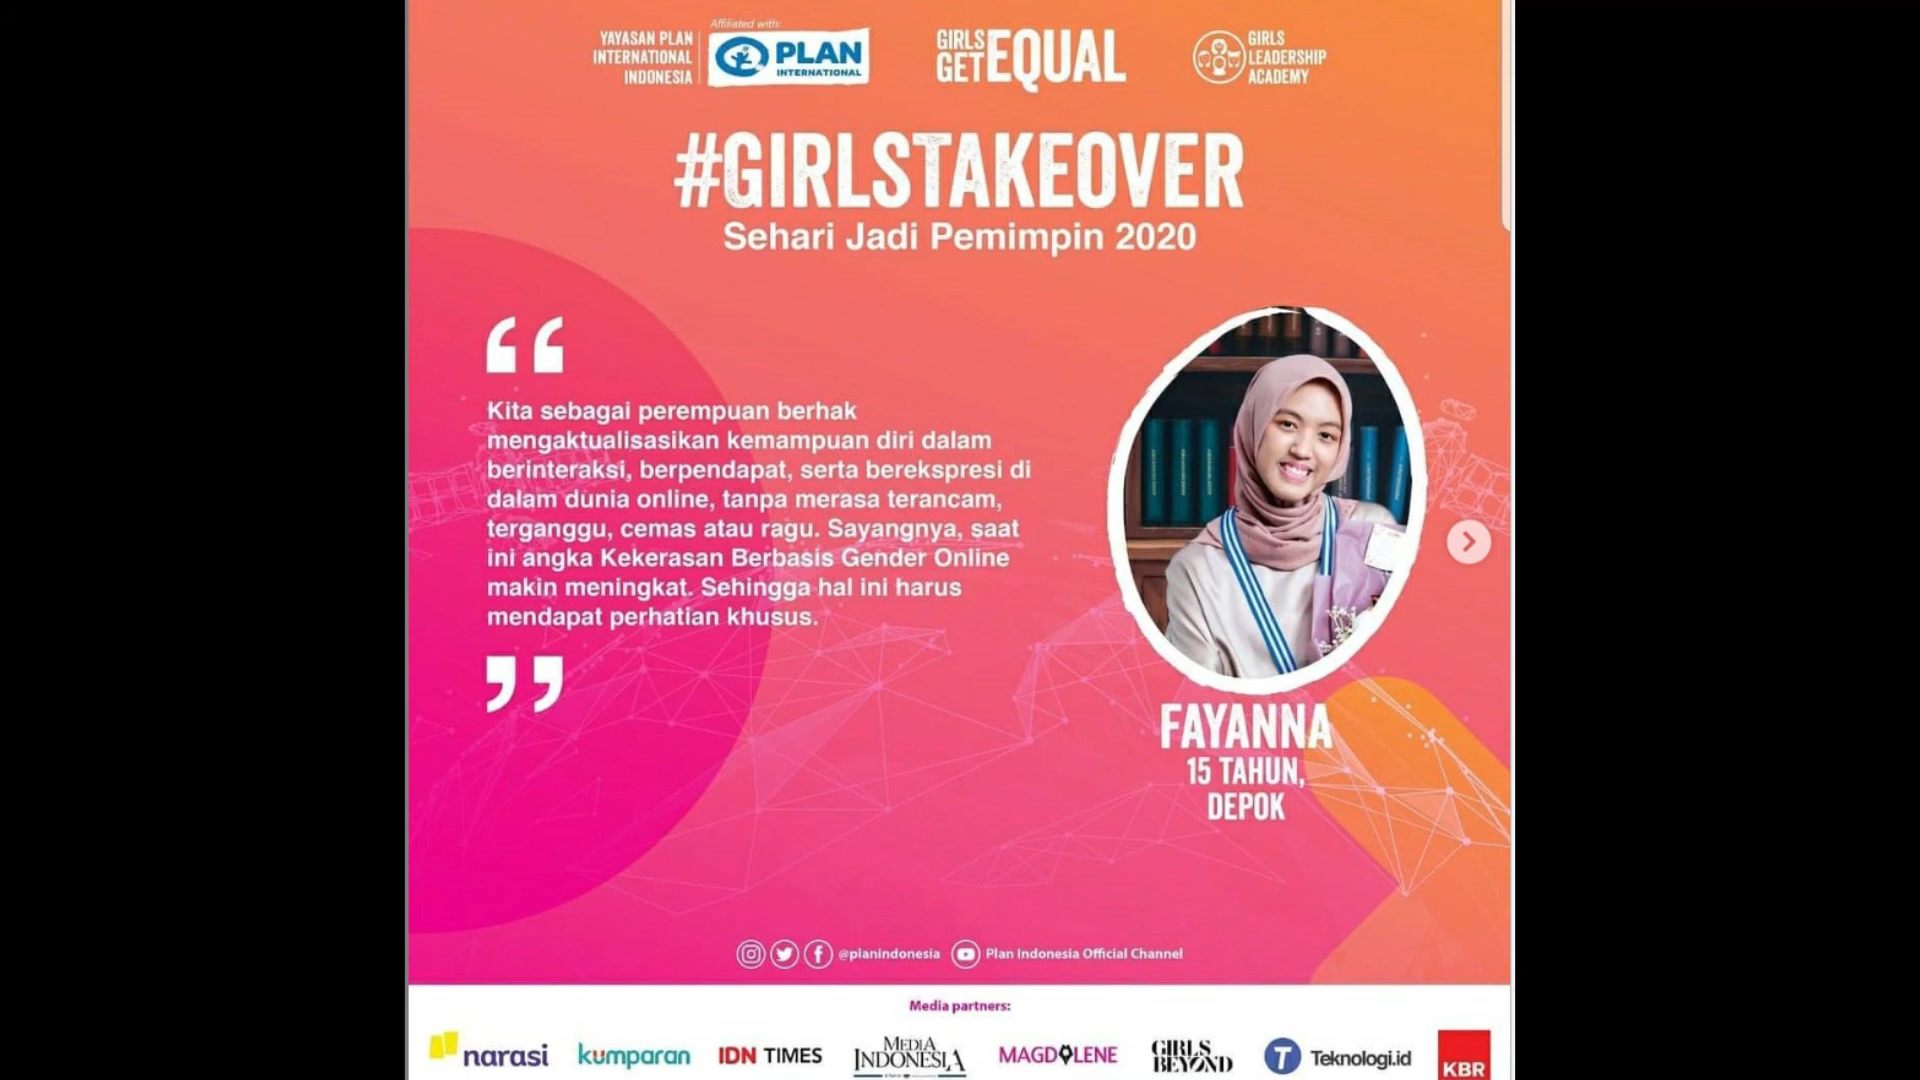 Affiliated with:
YAYASAN PLAN
INTERNATIONAL
INDONESIA
PLAN
INTERNATIONAL
GIRLS
GET EQUAL
GIRLS
LEADERSHIP
ACADEMY
#GIRLSTAKEOVER
Sehari Jadi Pemimpin 2020
“
Kita sebagai perempuan berhak
mengaktualisasikan kemampuan diri dalam
berinteraksi, berpendapat, serta berekspresi di
dalam dunia online, tanpa merasa terancam,
terganggu, cemas atau ragu. Sayangnya, saat
ini angka Kekerasan Berbasis Gender Online
makin meningkat. Sehingga hal ini harus
mendapat perhatian khusus.
”
FAYANNA
15 TAHUN,
DEPOK
@planindonesia Plan Indonesia Official Channel
Media partners:
narasi kumparan IDN TIMES MEDIA INDONESIA MAGDALENE GIRLS BEYOND Teknologi.id KBR